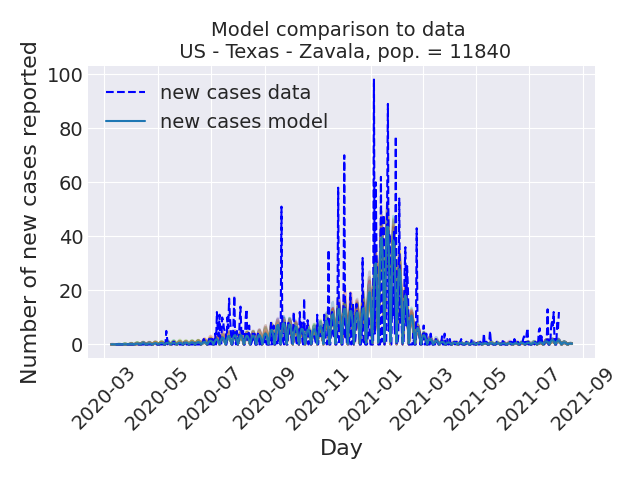 Model comparison to data
US - Texas - Zavala, pop. = 11840
Number of new cases reported
100
80
60
40
20
0
new cases data
new cases model
2020-03
2020-05
2020-07
2020-09
2020-11
2021-01
2021-03
2021-05
2021-07
2021-09
Day